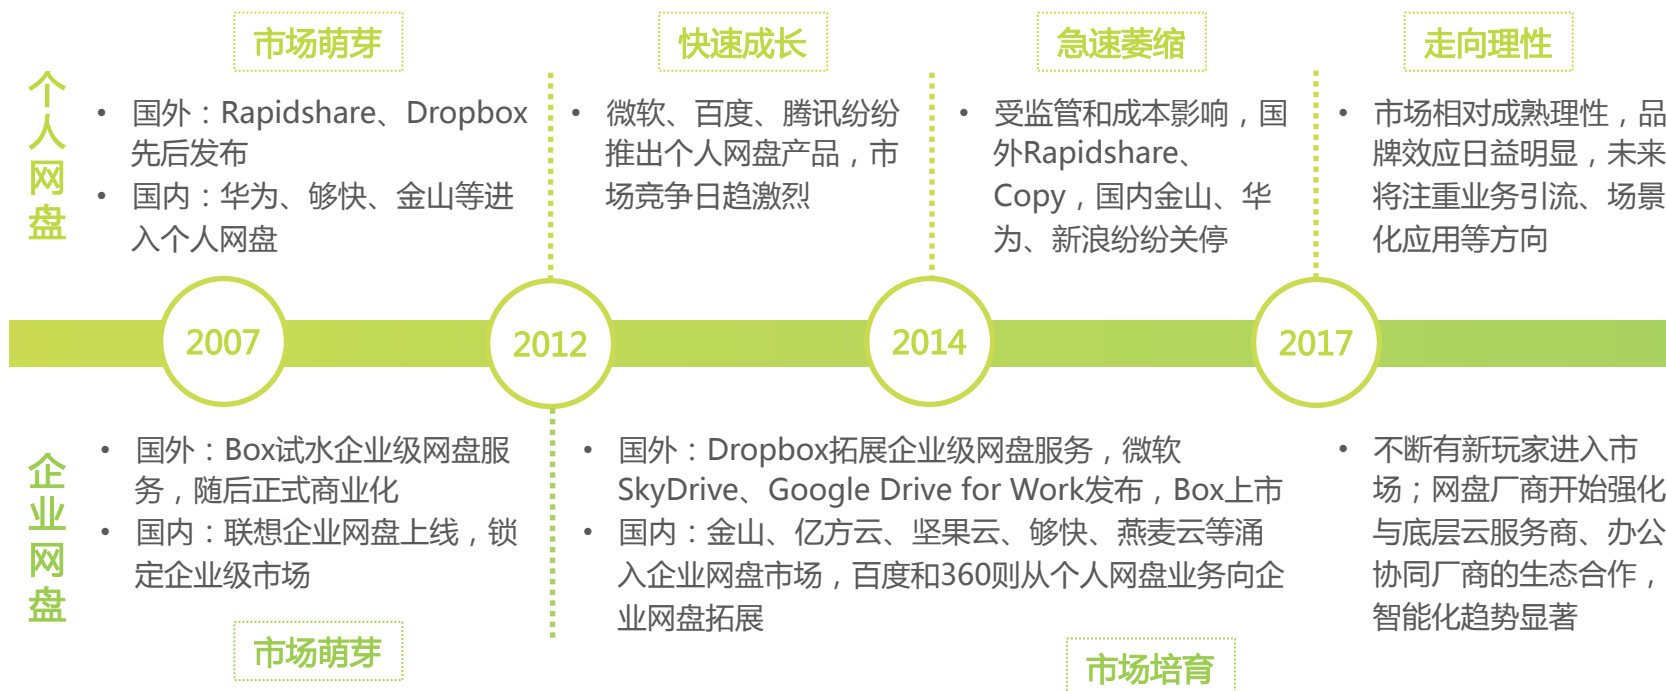 市场萌芽
快速成长
急速萎缩
走向理性
个人网盘
• 国外：Rapidshare、Dropbox
先后发布
• 国内：华为、够快、金山等进
入个人网盘
• 微软、百度、腾讯纷纷
推出个人网盘产品，市
场竞争日趋激烈
• 受监管和成本影响，国
外Rapidshare、
Copy，国内金山、华
为、新浪纷纷关停
• 市场相对成熟理性，品
牌效应日益明显，未来
将注重业务引流、场景
化应用等方向
2007
2012
2014
2017
企业网盘
• 国外：Box试水企业级网盘服
务，随后正式商业化
• 国内：联想企业网盘上线，锁
定企业级市场
• 国外：Dropbox拓展企业级网盘服务，微软
SkyDrive、Google Drive for Work发布，Box上市
• 国内：金山、亿方云、坚果云、够快、燕麦云等涌
入企业网盘市场，百度和360则从个人网盘业务向企
业网盘拓展
• 不断有新玩家进入市
场；网盘厂商开始强化
与底层云服务商、办公
协同厂商的生态合作，
智能化趋势显著
市场萌芽
市场培育